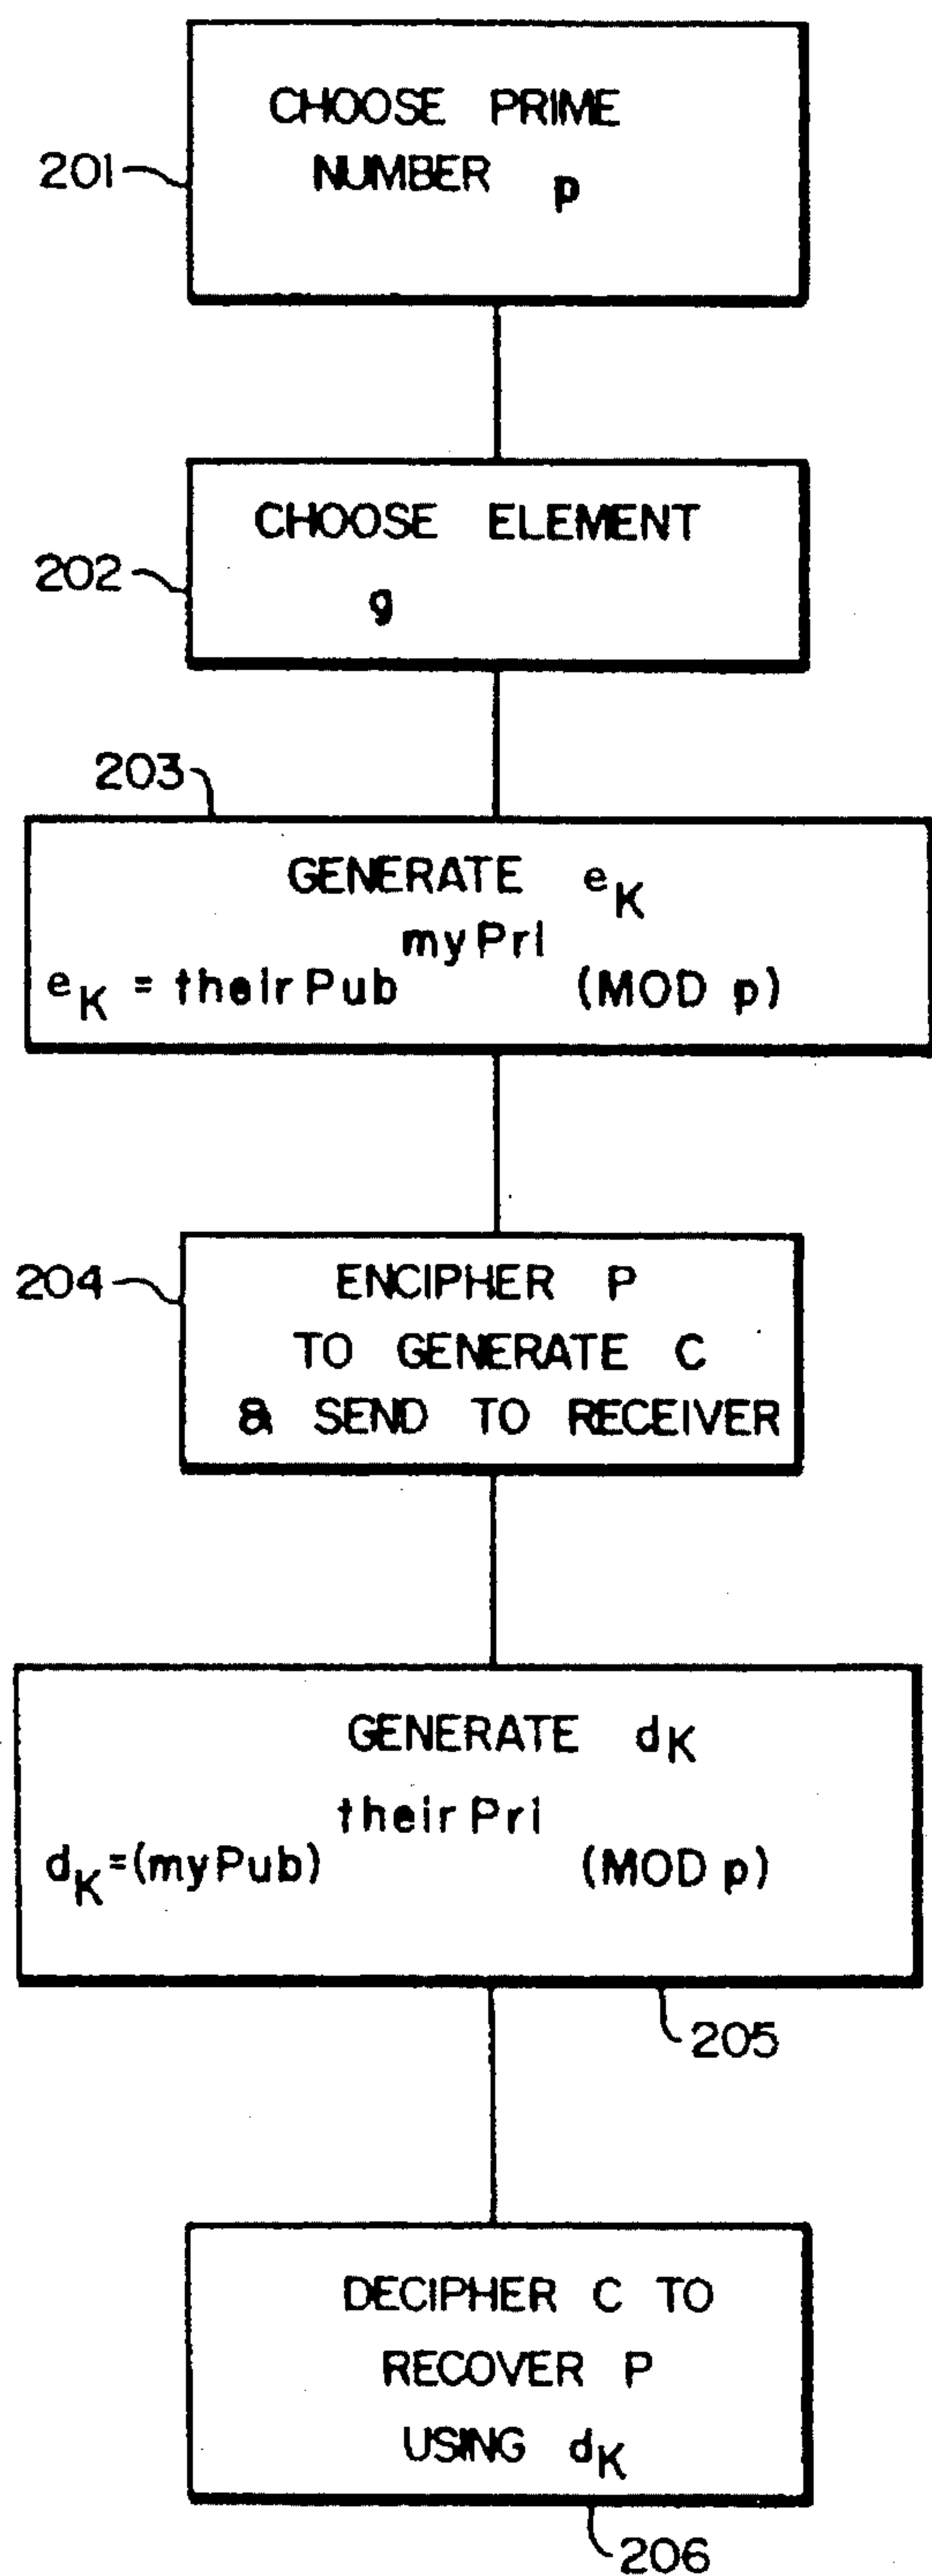 CHOOSE PRIME
201
NUMBER p
CHOOSE ELEMENT
202
g
203
GENERATE eK
myPri
eK = theirPub (MOD p)
204
ENCIPHER P
TO GENERATE C
& SEND TO RECEIVER
GENERATE dK
theirPri
dK=(myPub) (MOD p)
205
DECIPHER C TO
RECOVER P
USING dK
206